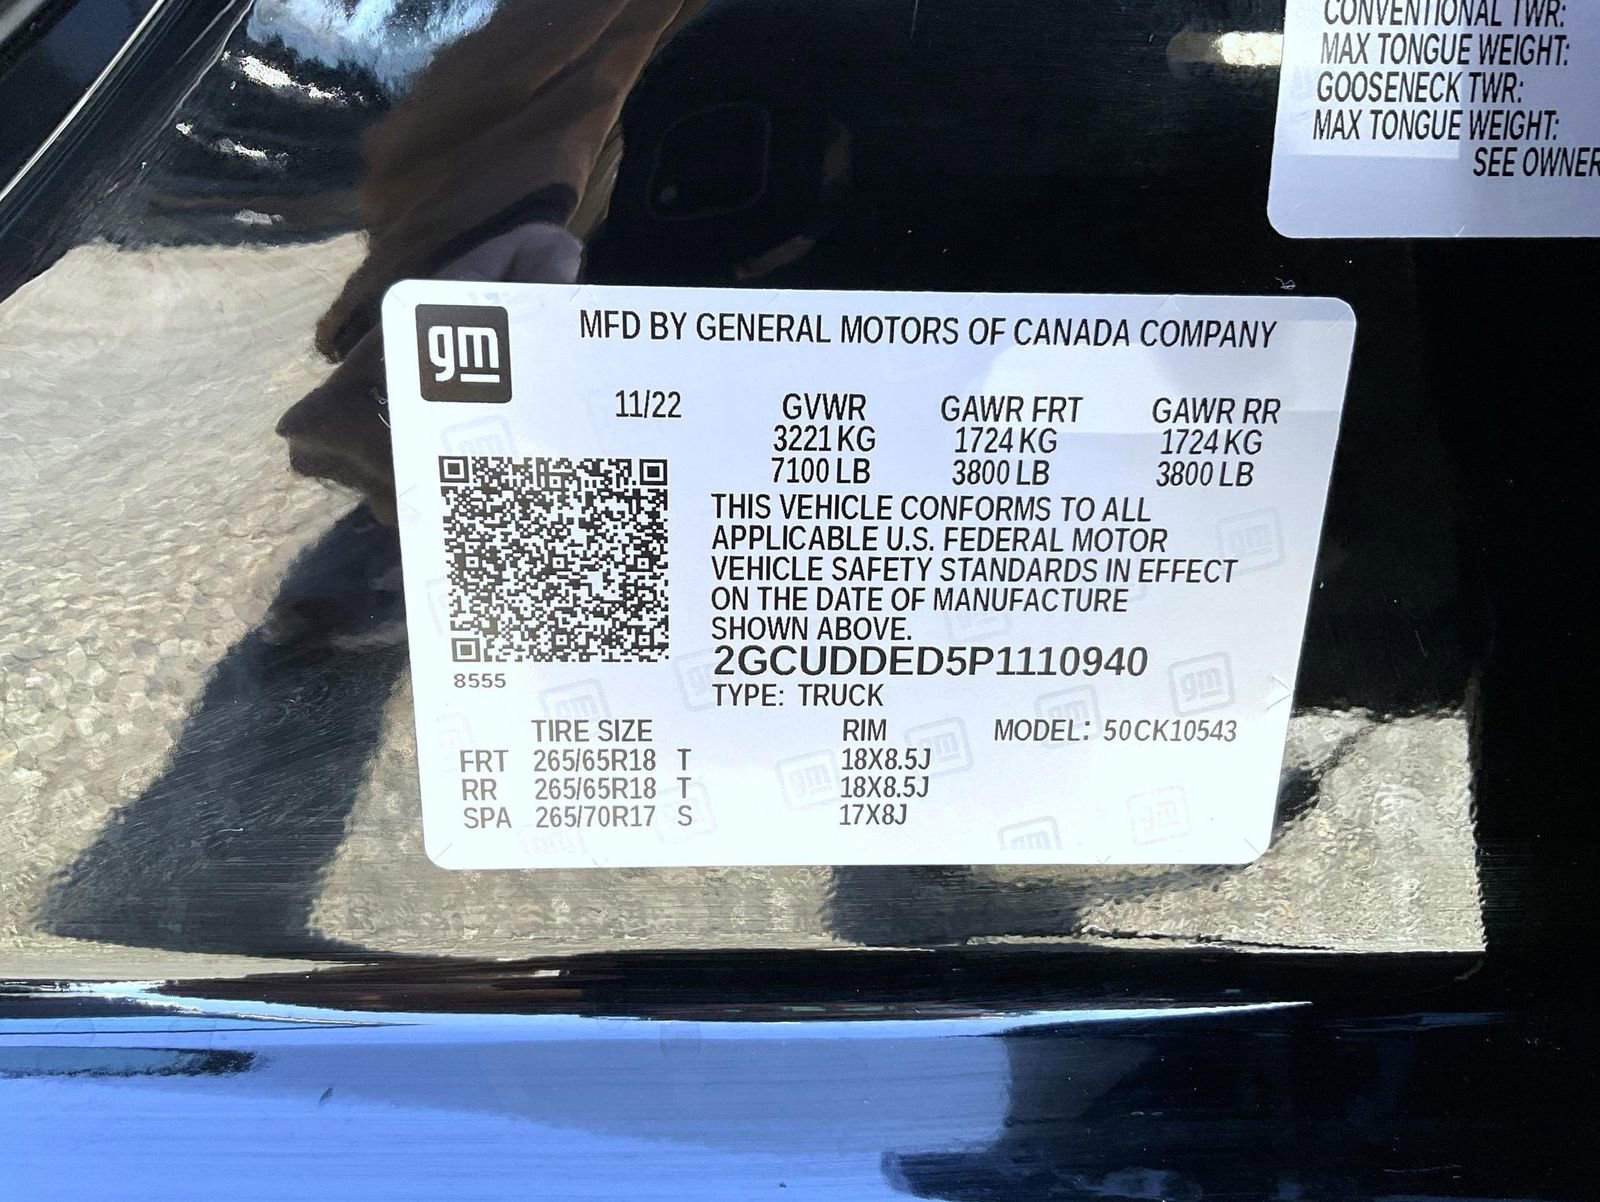 CONVENTIONAL TWR:
MAX TONGUE WEIGHT:
GOOSENECK TWR:
MAX TONGUE WEIGHT:
SEE OWNER
gm
MFD BY GENERAL MOTORS OF CANADA COMPANY
11/22 GVWR GAWR FRT GAWR RR
3221 KG 1724 KG 1724 KG
7100 LB 3800 LB 3800 LB
THIS VEHICLE CONFORMS TO ALL
APPLICABLE U.S. FEDERAL MOTOR
VEHICLE SAFETY STANDARDS IN EFFECT
ON THE DATE OF MANUFACTURE
SHOWN ABOVE.
2GCUDDED5P1110940
8555
TYPE: TRUCK
TIRE SIZE RIM MODEL: 50CK10543
FRT 265/65R18 T 18X8.5J
RR 265/65R18 T 18X8.5J
SPA 265/70R17 S 17X8J